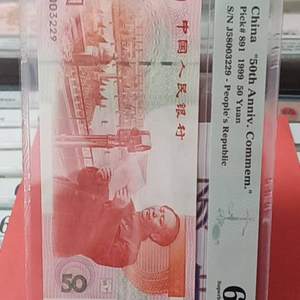 China "50th Anniv. Commem."
Pick# 891 1999 50 Yuan
S/N J58003229 - People's Republic
中国人民银行
003229
50